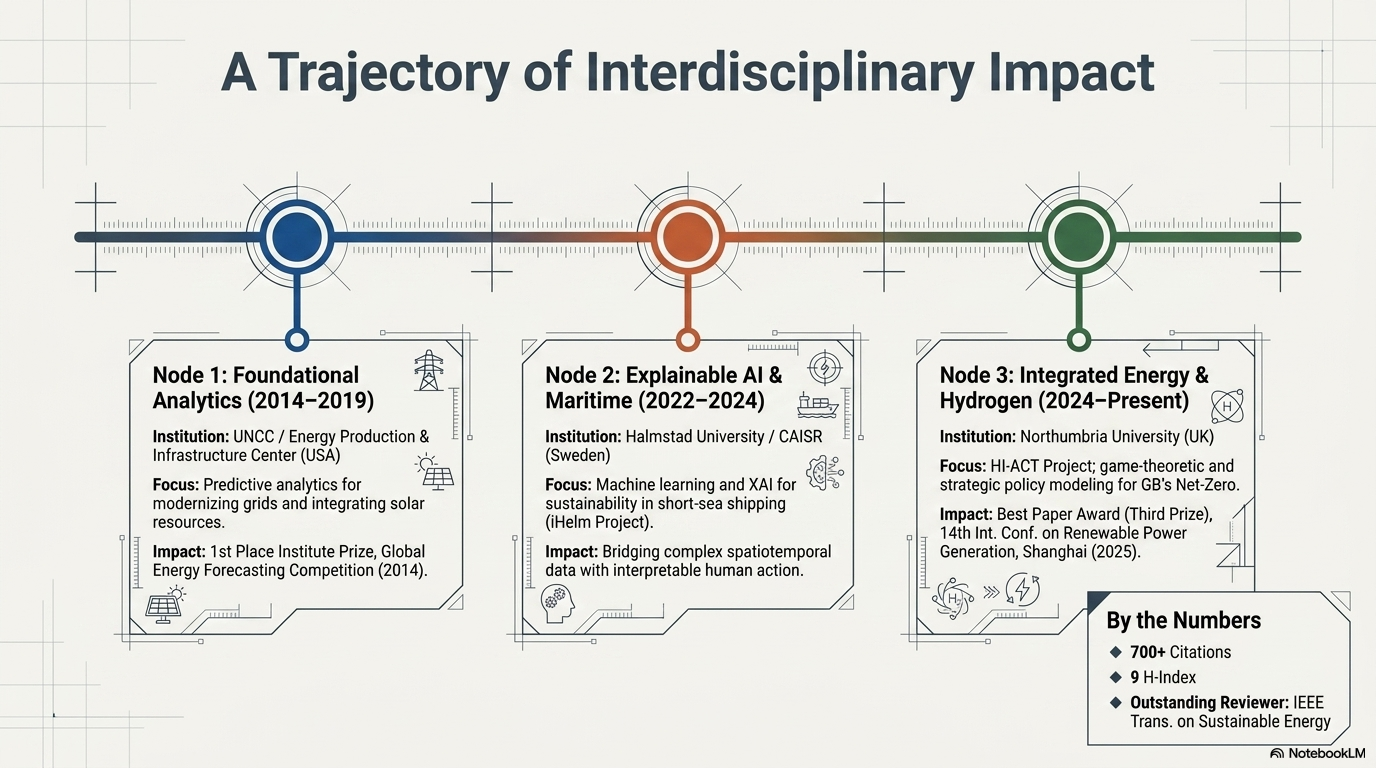 A Trajectory of Interdisciplinary Impact
Node 1: Foundational
Analytics (2014–2019)
Institution: UNCC / Energy Production &
Infrastructure Center (USA)
Focus: Predictive analytics for
modernizing grids and integrating solar
resources.
Impact: 1st Place Institute Prize, Global
Energy Forecasting Competition (2014).
Node 2: Explainable AI &
Maritime (2022–2024)
Institution: Halmstad University / CAISR
(Sweden)
Focus: Machine learning and XAI for
sustainability in short-sea shipping
(iHelm Project).
Impact: Bridging complex spatiotemporal
data with interpretable human action.
Node 3: Integrated Energy &
Hydrogen (2024–Present)
H
Institution: Northumbria University (UK)
Focus: HI-ACT Project; game-theoretic and
strategic policy modeling for GB's Net-Zero.
Impact: Best Paper Award (Third Prize),
14th Int. Conf. on Renewable Power
Generation, Shanghai (2025).
H₂
By the Numbers
700+ Citations
9 H-Index
Outstanding Reviewer: IEEE
Trans. on Sustainable Energy
NotebookLM